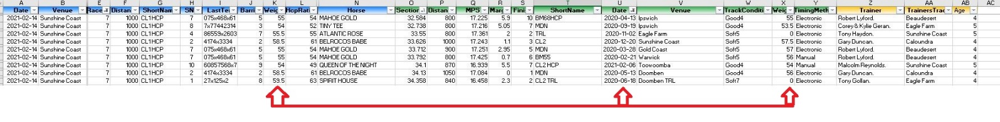 A B E F G H I J K L N O P Q R S T U V W X Y Z AA AB AC
Date Venue Race Distan ShortNam SN LastTe Barri Weig HcpRat Horse Section Distan MPS Marg Fini ShortName Date Venue TrackConditi Weig TimingMeth Trainer TrainersTrac Age
2021-02-14 Sunshine Coast 7 1000 CL1HCP 7 075x468x61 5 55 54 MAHOE GOLD 32.584 800 17.225 5.9 10 BM68HCP 2020-04-13 Ipswich Good4 55 Electronic Robert Lyford. Beaudesert 4
2021-02-14 Sunshine Coast 7 1000 CL1HCP 8 7x77442314 3 54 52 TINY TEE 32.738 800 17.216 5.05 7 MDN 2020-09-19 Ipswich Good4 53.5 Electronic Corey & Kylie Geran. Eagle Farm 5
2021-02-14 Sunshine Coast 7 1000 CL1HCP 4 86559x2603 7 55.5 55 ATLANTIC ROSE 33.55 800 17.361 2 2 TRL 2020-11-02 Eagle Farm Soft5 0 Electronic Tony Haydon. Sunshine Coast 5
2021-02-14 Sunshine Coast 7 1000 CL1HCP 2 4174x3334 2 58.5 61 BELROCOS BABE 33.626 1000 17.243 1.1 3 CL2 2020-12-20 Sunshine Coast Soft5 57.5 Electronic Gary Duncan. Caloundra 4
2021-02-14 Sunshine Coast 7 1000 CL1HCP 7 075x468x61 5 55 54 MAHOE GOLD 33.712 900 17.251 2.95 5 MDN 2020-03-28 Gold Coast Good4 57 Electronic Robert Lyford. Beaudesert 4
2021-02-14 Sunshine Coast 7 1000 CL1HCP 7 075x468x61 5 55 54 MAHOE GOLD 33.792 800 17.425 0.7 6 BM55 2020-02-21 Warwick Soft5 56 Manual Robert Lyford. Beaudesert 4
2021-02-14 Sunshine Coast 7 1000 CL1HCP 10 60857568x7 9 54 49 QUEEN OF THE NIGHT 34.1 870 16.939 5.5 7 CL2 HCP 2021-02-06 Toowoomba Good4 54 Manual Malcolm Reynolds. Sunshine Coast 5
2021-02-14 Sunshine Coast 7 1000 CL1HCP 2 4174x3334 2 58.5 61 BELROCOS BABE 34.13 1050 17.084 0 1 MDN 2020-05-13 Doomben Good4 56 Electronic Gary Duncan. Caloundra 4
2021-02-14 Sunshine Coast 7 1000 CL1HCP 1 27x125x2 8 59.5 63 SPIRIT HOUSE 34.358 840 16.458 2.3 2 CL2 TRL 2020-06-18 Doomben TRL Soft7 0 Electronic Tony Gollan. Eagle Farm 4